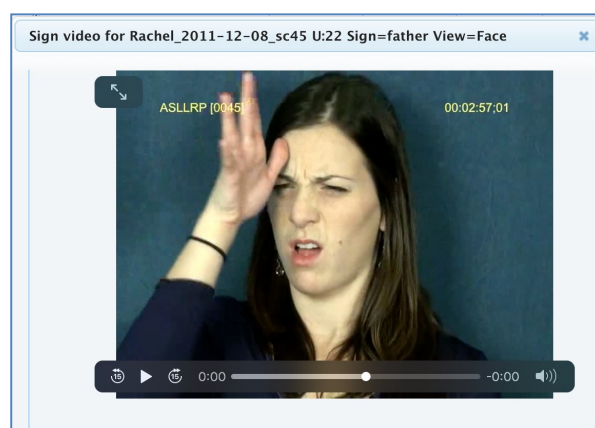 Sign video for Rachel_2011-12-08_sc45 U:22 Sign=father View=Face ×
ASLLRP [0045] 00:02:57;01
15 15 0:00 -0:00